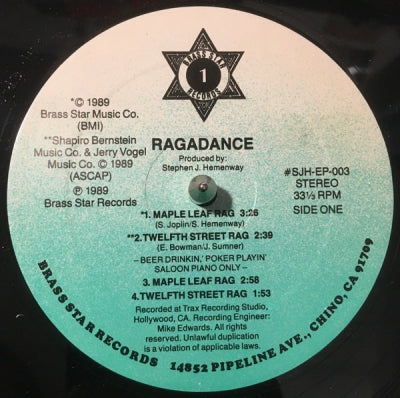 BRASS STAR
1
RECORDS
*© 1989
Brass Star Music Co.
(BMI)
**Shapiro Bernstein
Music Co. & Jerry Vogel
Music Co. © 1989
(ASCAP)
℗ 1989
Brass Star Records
RAGADANCE
Produced by:
Stephen J. Hemenway
#SJH-EP-003
STEREO
33⅓ RPM
SIDE ONE
*1. MAPLE LEAF RAG 3:26
(S. Joplin/S. Hemenway)
**2. TWELFTH STREET RAG 2:39
(E. Bowman/J. Sumner)
– BEER DRINKIN,' POKER PLAYIN'
SALOON PIANO ONLY –
3. MAPLE LEAF RAG 2:58
4. TWELFTH STREET RAG 1:53
Recorded at Trax Recording Studio,
Hollywood, CA. Recording Engineer:
Mike Edwards. All rights
reserved. Unlawful duplication
is a violation of applicable laws.
BRASS STAR RECORDS 14852 PIPELINE AVE., CHINO, CA 91709